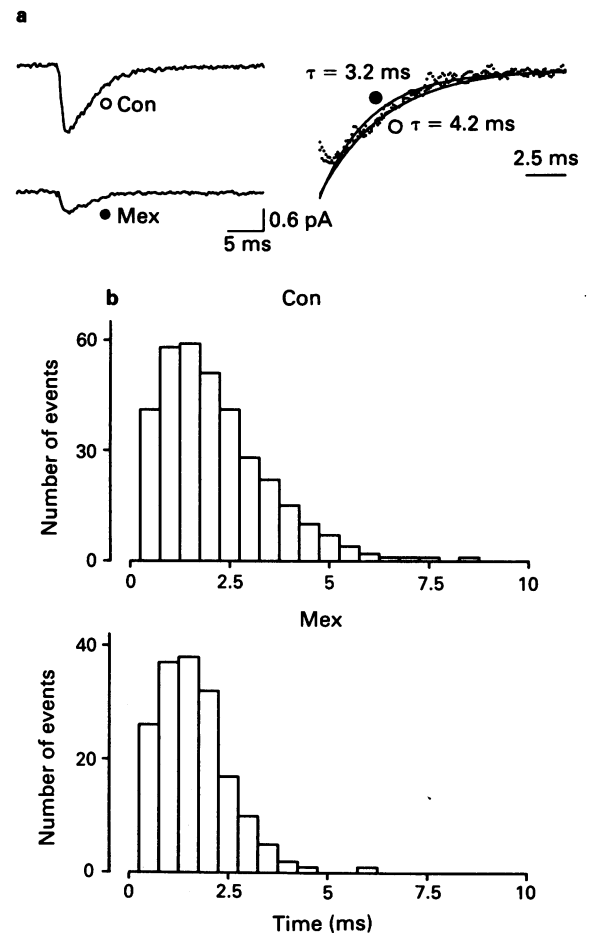 a
τ = 3.2 ms
Con
τ = 4.2 ms
2.5 ms
Mex
0.6 pA
5 ms
b
Con
Number of events
60
30
0
0 2.5 5 7.5 10
Mex
Number of events
40
20
0
0 2.5 5 7.5 10
Time (ms)